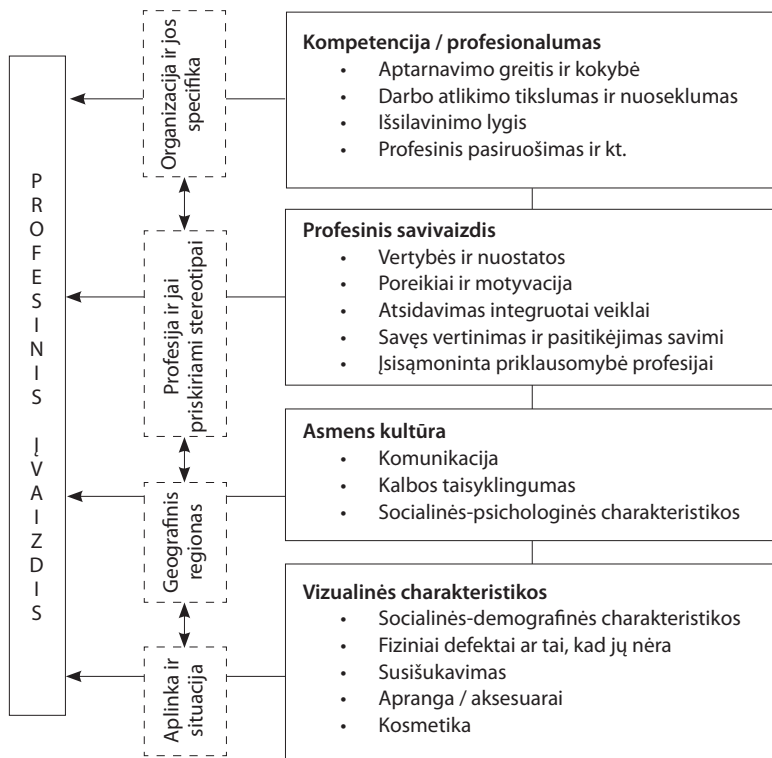 PROFESINIS ĮVAIZDIS
Organizacija ir jos
specifika
Profesija ir jai
priskiriami stereotipai
Geografinis
regionas
Aplinka ir
situacija
Kompetencija / profesionalumas
• Aptarnavimo greitis ir kokybė
• Darbo atlikimo tikslumas ir nuoseklumas
• Išsilavinimo lygis
• Profesinis pasiruošimas ir kt.
Profesinis savivaizdis
• Vertybės ir nuostatos
• Poreikiai ir motyvacija
• Atsidavimas integruotai veiklai
• Savęs vertinimas ir pasitikėjimas savimi
• Įsisąmoninta priklausomybė profesijai
Asmens kultūra
• Komunikacija
• Kalbos taisyklingumas
• Socialinės-psichologinės charakteristikos
Vizualinės charakteristikos
• Socialinės-demografinės charakteristikos
• Fiziniai defektai ar tai, kad jų nėra
• Susišukavimas
• Apranga / aksesuarai
• Kosmetika